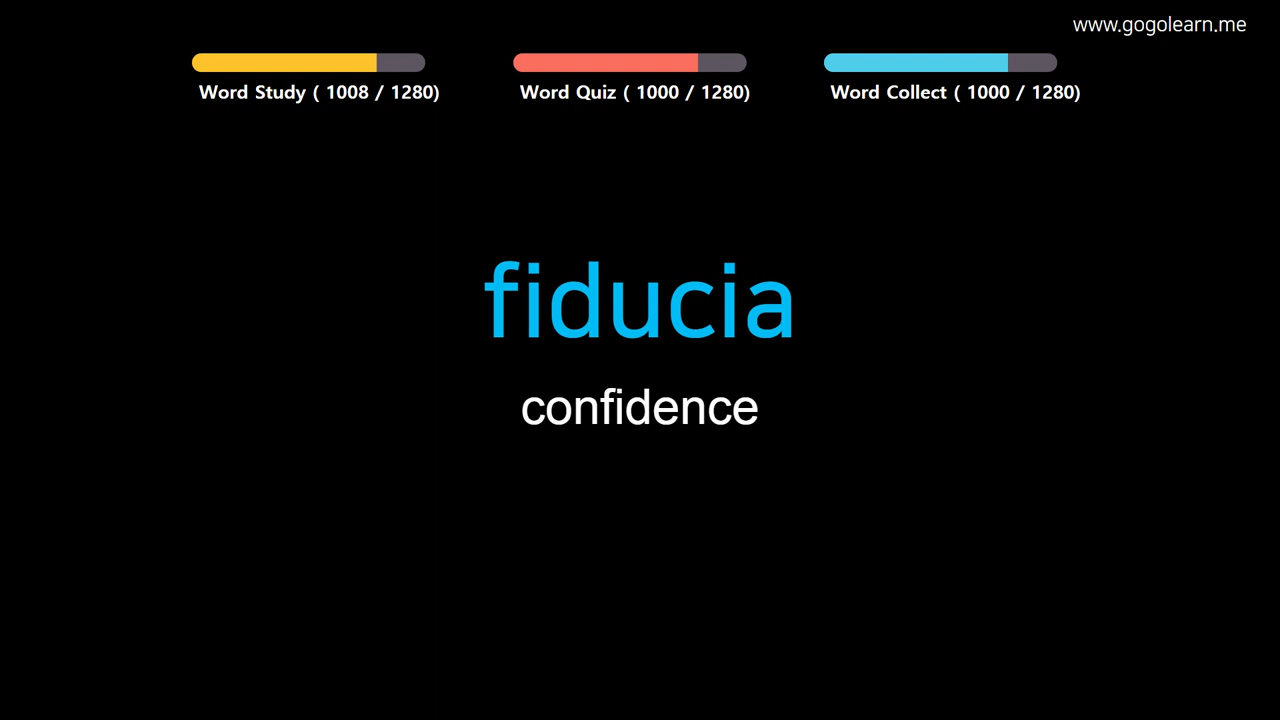 www.gogolearn.me
Word Study ( 1008 / 1280)
Word Quiz ( 1000 / 1280)
Word Collect ( 1000 / 1280)
fiducia
confidence